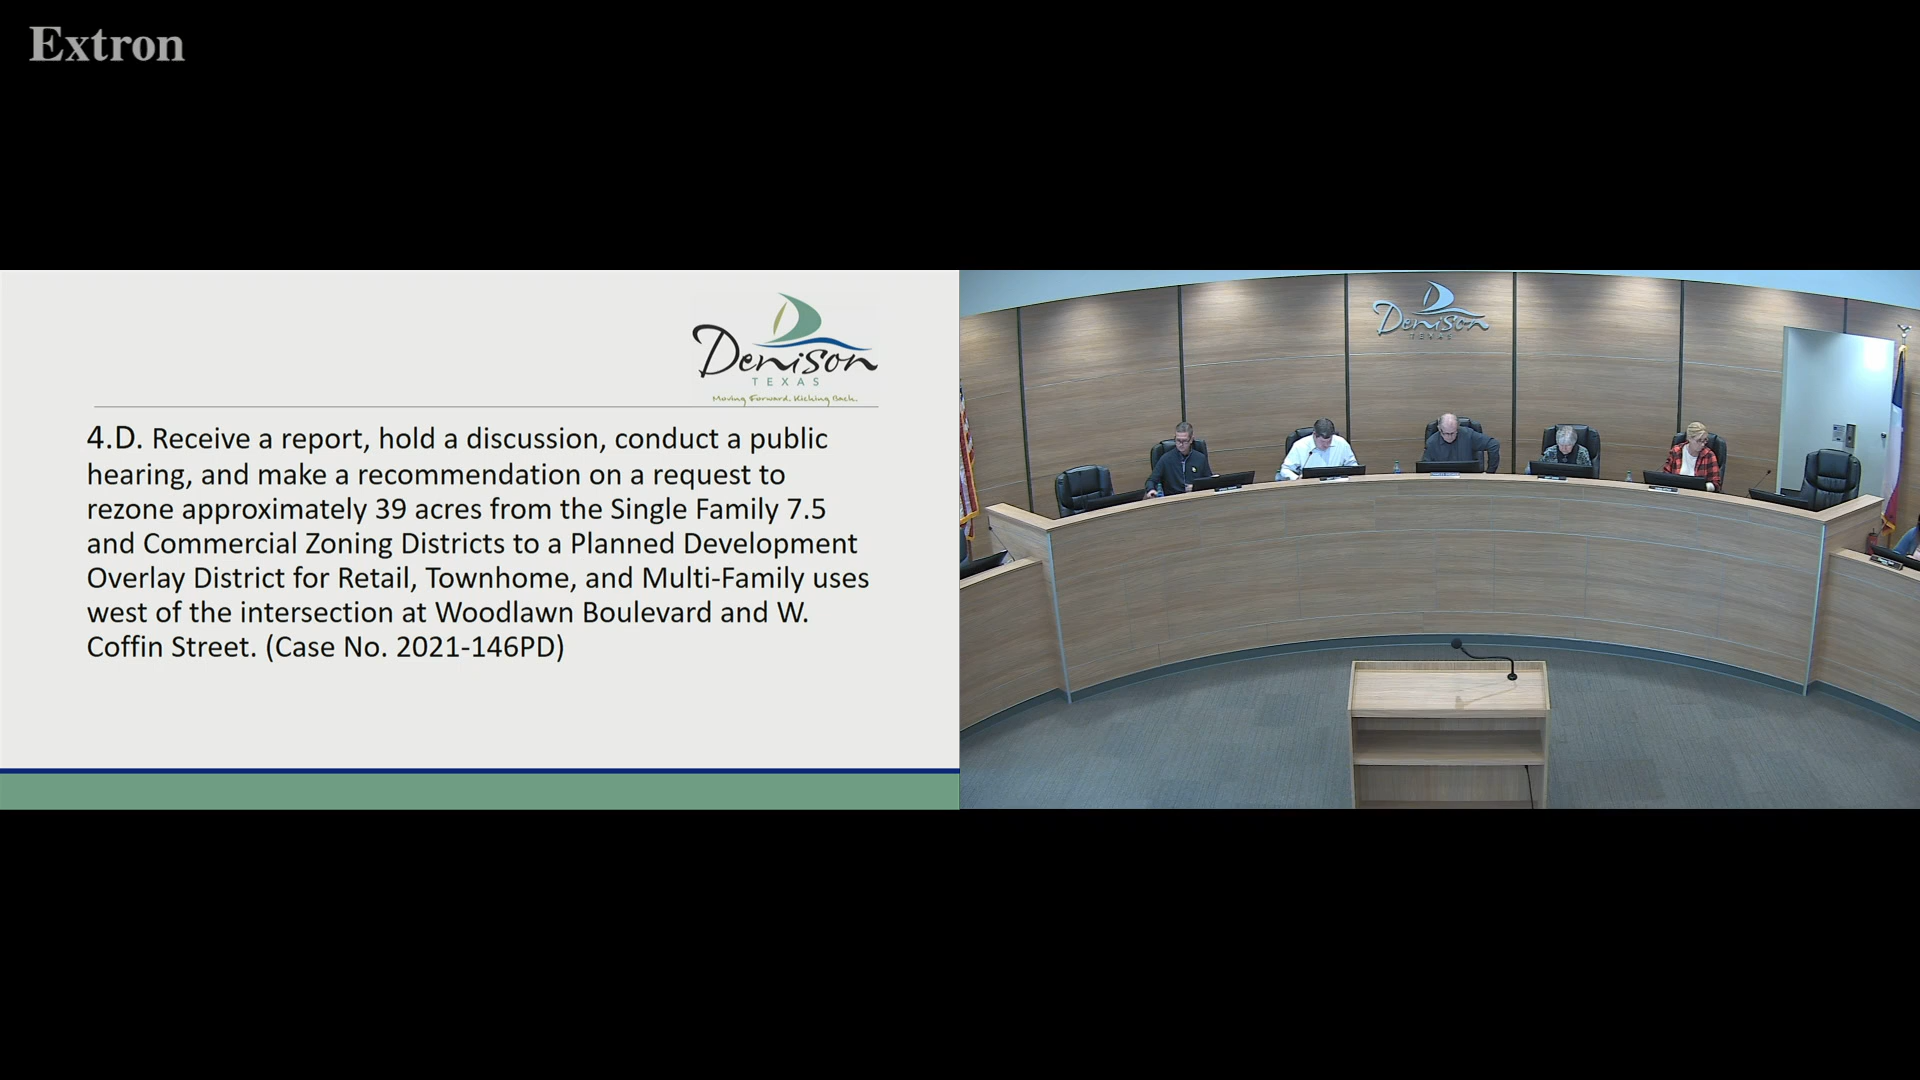 Extron
Denison
TEXAS
Moving Forward. Kicking Back.
4.D. Receive a report, hold a discussion, conduct a public
hearing, and make a recommendation on a request to
rezone approximately 39 acres from the Single Family 7.5
and Commercial Zoning Districts to a Planned Development
Overlay District for Retail, Townhome, and Multi-Family uses
west of the intersection at Woodlawn Boulevard and W.
Coffin Street. (Case No. 2021-146PD)
Denison
TEXAS